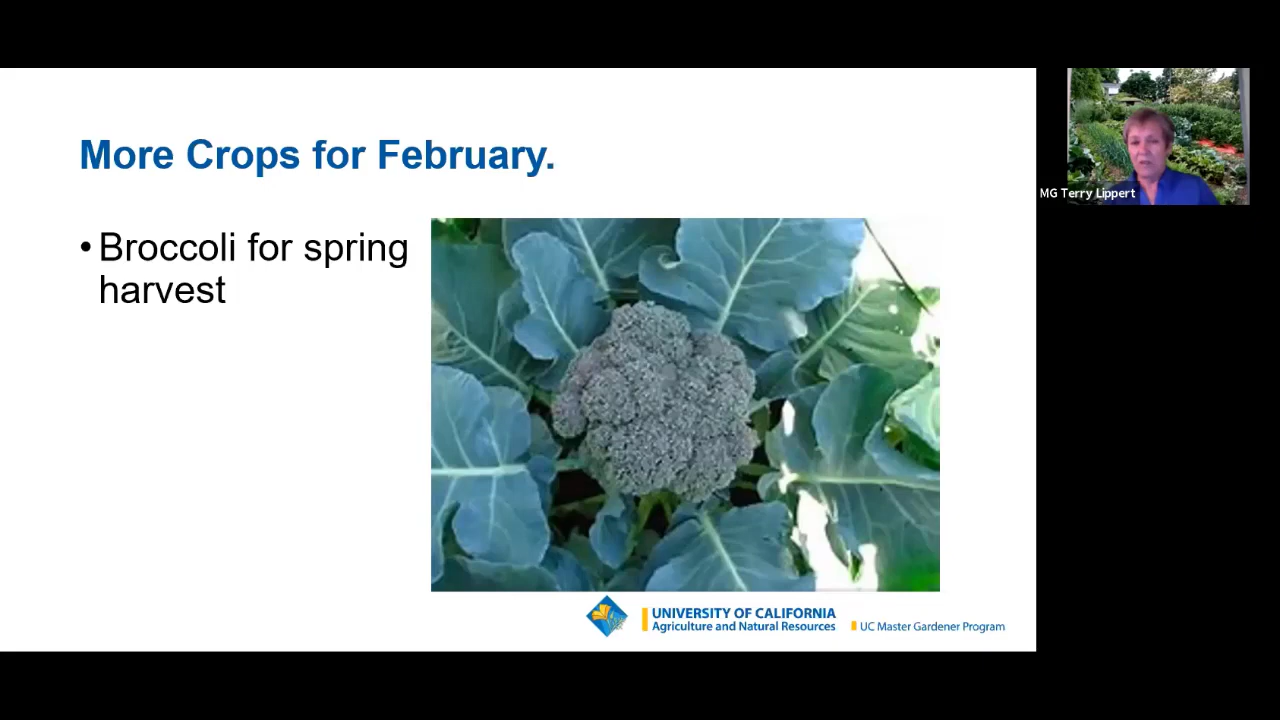 More Crops for February.
• Broccoli for spring
harvest
MG Terry Lippert
UNIVERSITY OF CALIFORNIA
Agriculture and Natural Resources
UC Master Gardener Program